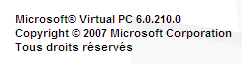 Microsoft® Virtual PC 6.0.210.0
Copyright © 2007 Microsoft Corporation
Tous droits réservés